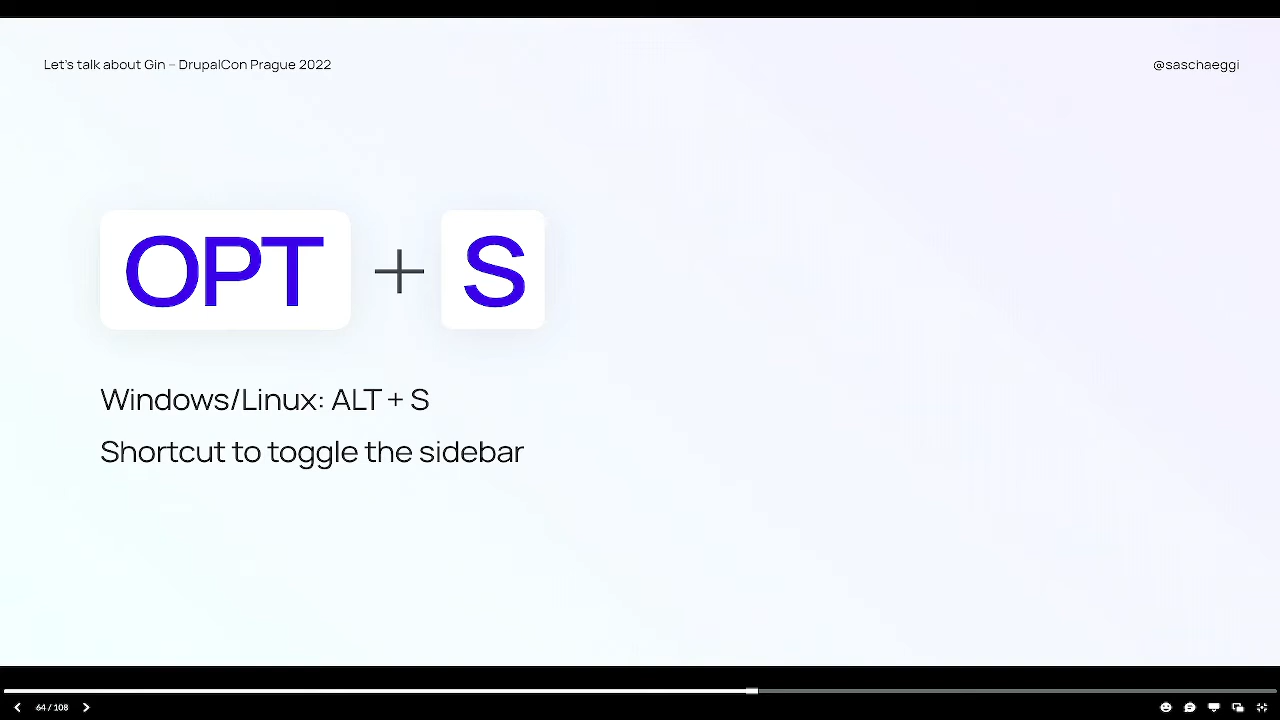 Let's talk about Gin – DrupalCon Prague 2022
@saschaeggi
OPT + S
Windows/Linux: ALT + S
Shortcut to toggle the sidebar
64 / 108